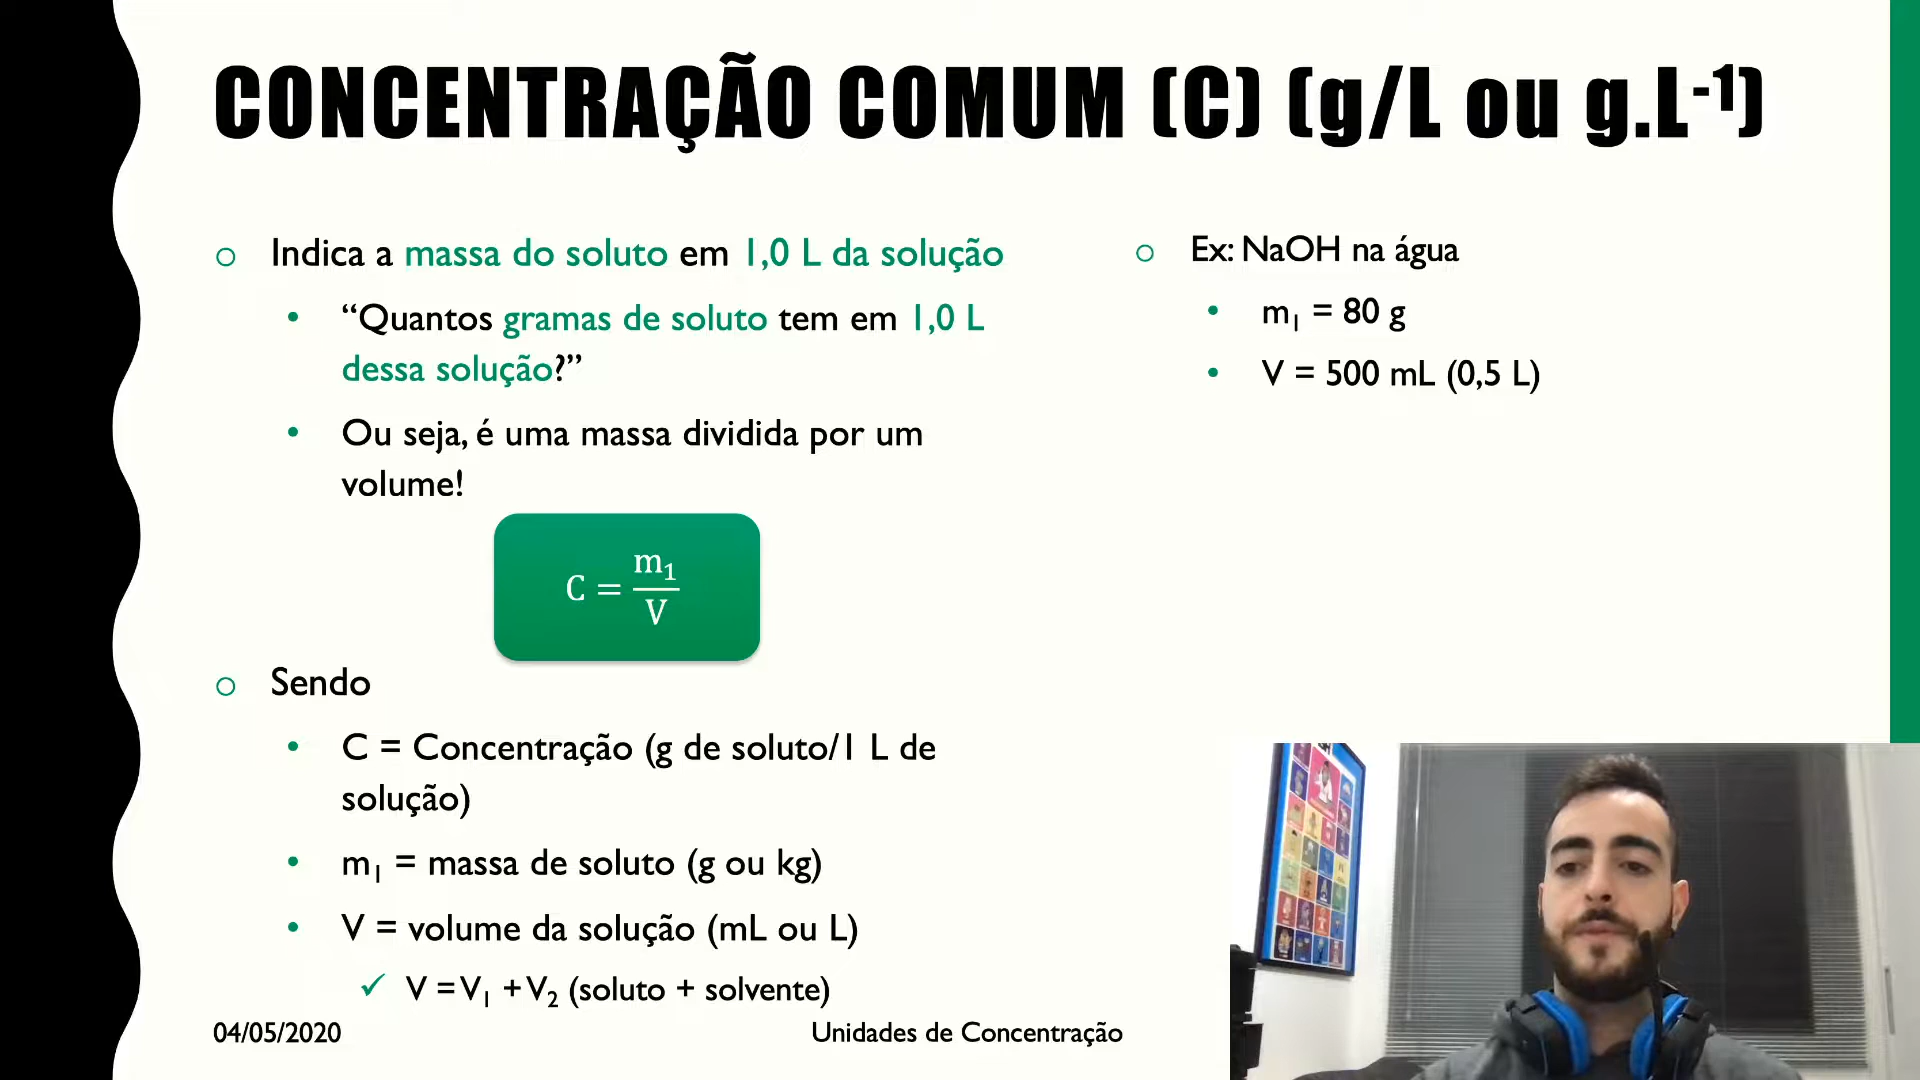 CONCENTRAÇÃO COMUM (C) (g/L ou g.L⁻¹)
Indica a massa do soluto em 1,0 L da solução
“Quantos gramas de soluto tem em 1,0 L
dessa solução?”
Ou seja, é uma massa dividida por um
volume!
C = m₁/V
Sendo
C = Concentração (g de soluto/1 L de
solução)
m₁ = massa de soluto (g ou kg)
V = volume da solução (mL ou L)
V = V₁ + V₂ (soluto + solvente)
Ex: NaOH na água
m₁ = 80 g
V = 500 mL (0,5 L)
04/05/2020
Unidades de Concentração